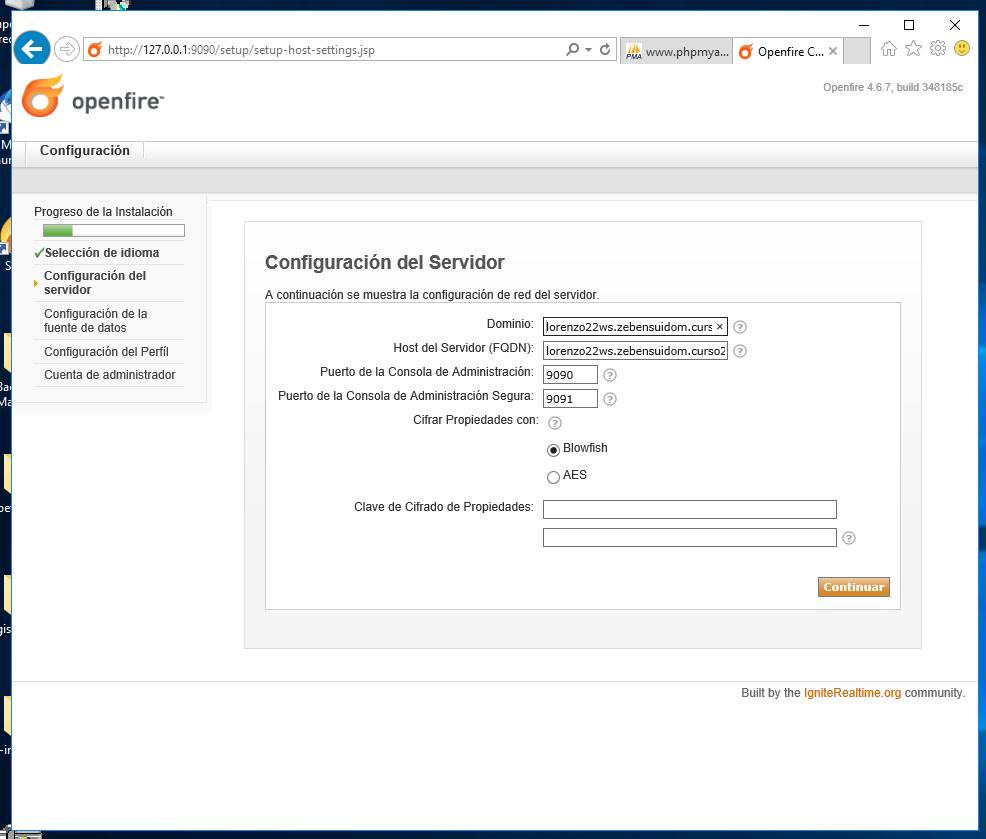 http://127.0.0.1:9090/setup/setup-host-settings.jsp
PMA
www.phpmya...
Openfire C...
openfire™
Openfire 4.6.7, build 348185c
Configuración
Progreso de la Instalación
Selección de idioma
Configuración del
servidor
Configuración de la
fuente de datos
Configuración del Perfíl
Cuenta de administrador
Configuración del Servidor
A continuación se muestra la configuración de red del servidor.
Dominio: lorenzo22ws.zebensuidom.curs ×
Host del Servidor (FQDN): lorenzo22ws.zebensuidom.curso2
Puerto de la Consola de Administración: 9090
Puerto de la Consola de Administración Segura: 9091
Cifrar Propiedades con:
Blowfish
AES
Clave de Cifrado de Propiedades:
Continuar
Built by the IgniteRealtime.org community.